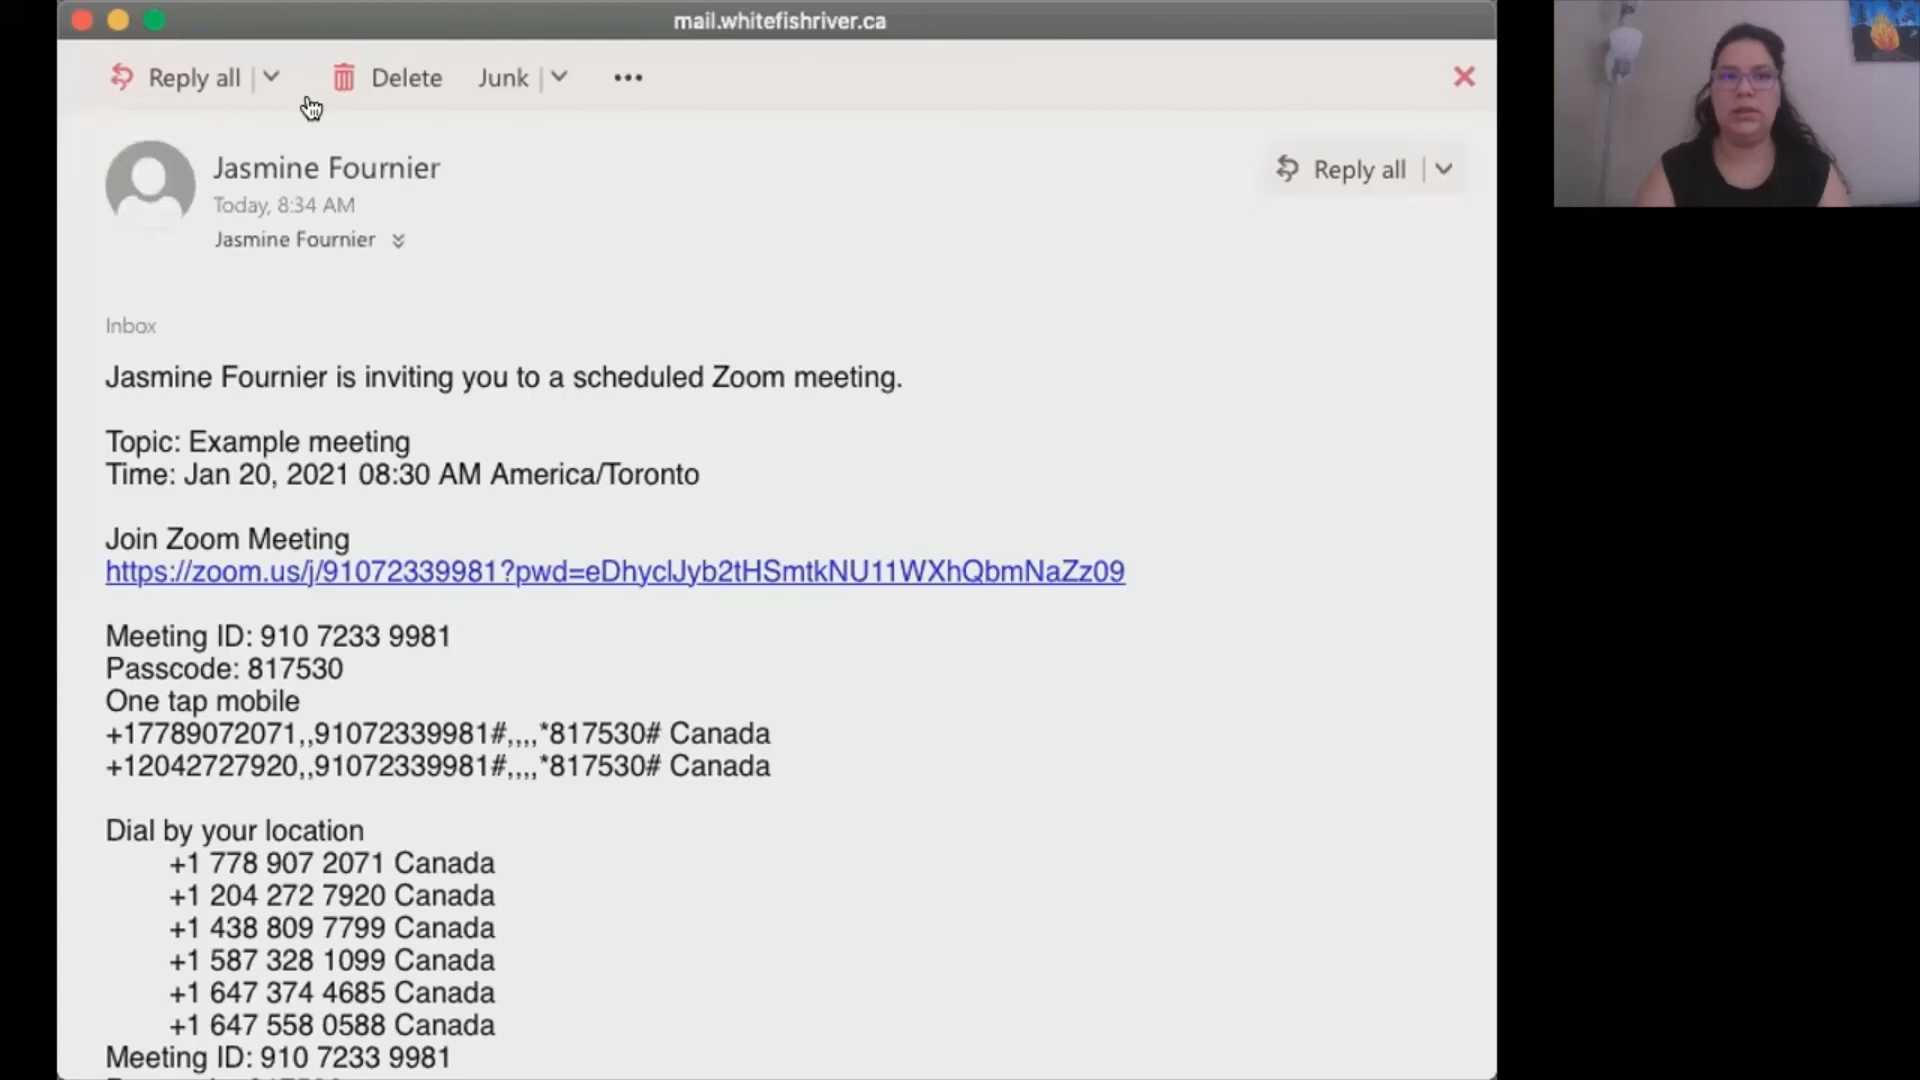 mail.whitefishriver.ca
Reply all
Delete
Junk
Jasmine Fournier
Today, 8:34 AM
Jasmine Fournier
Reply all
Inbox
Jasmine Fournier is inviting you to a scheduled Zoom meeting.
Topic: Example meeting
Time: Jan 20, 2021 08:30 AM America/Toronto
Join Zoom Meeting
https://zoom.us/j/91072339981?pwd=eDhyclJyb2tHSmtkNU11WXhQbmNaZz09
Meeting ID: 910 7233 9981
Passcode: 817530
One tap mobile
+17789072071,,91072339981#,,,,*817530# Canada
+12042727920,,91072339981#,,,,*817530# Canada
Dial by your location
+1 778 907 2071 Canada
+1 204 272 7920 Canada
+1 438 809 7799 Canada
+1 587 328 1099 Canada
+1 647 374 4685 Canada
+1 647 558 0588 Canada
Meeting ID: 910 7233 9981